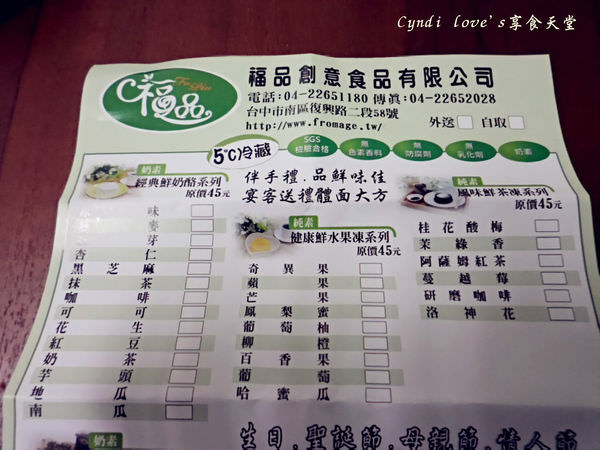 Cyndi love's享食天堂
福品
福品創意食品有限公司
電話:04-22651180 傳真:04-22652028
台中市南區復興路二段58號
http://www.fromage.tw/
外送 自取
5℃冷藏
SGS檢驗合格
無色素香料
無防腐劑
無乳化劑
奶素
伴手禮.品鮮味佳
宴客送禮體面大方
奶素
經典鮮奶酪系列
原價45元
味
麥芽
杏仁
黑芝麻
抹茶
咖啡
可可
花生
紅豆
奶茶
芋頭
地瓜
南瓜
純素
健康鮮水果凍系列
原價45元
奇異果
蘋果
芒果
鳳梨蜜
葡萄柚
柳橙
百香果
葡萄
哈蜜瓜
純素
風味鮮茶凍系列
原價45元
桂花酸梅
茉綠香
阿薩姆紅茶
蔓越莓
研磨咖啡
洛神花
奶素
生日.聖誕節.母親節.情人節